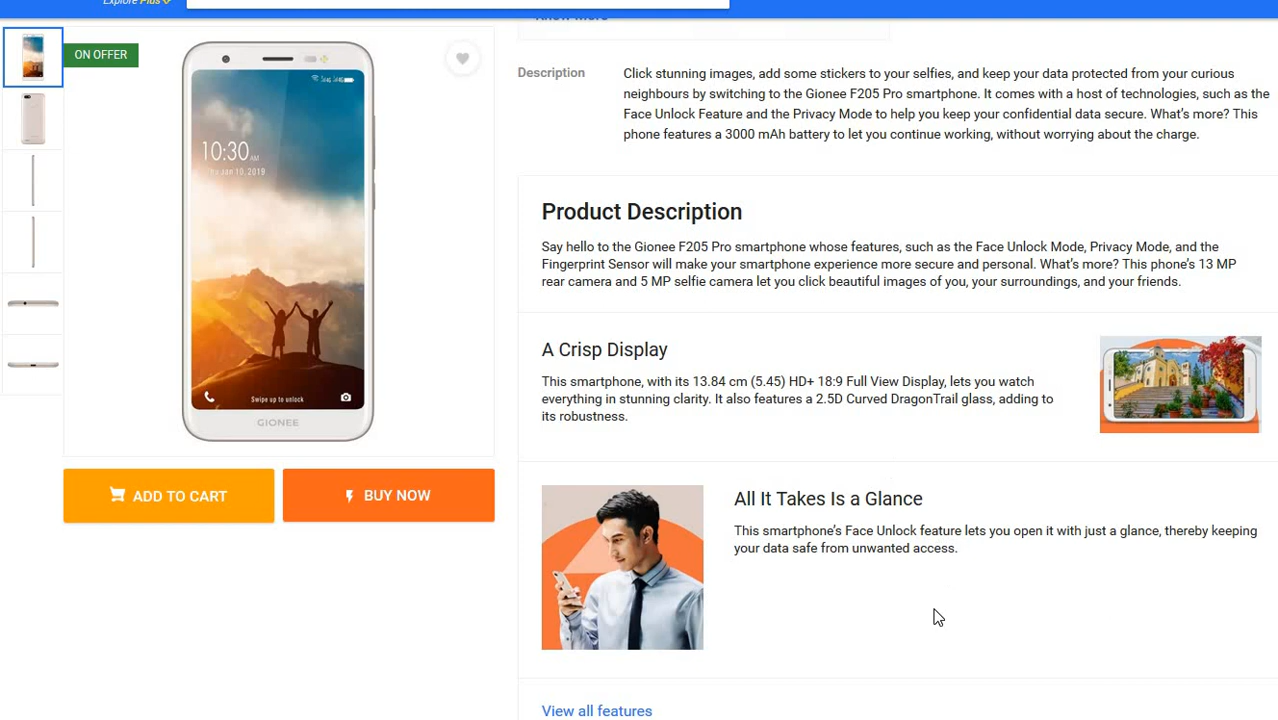 Explore Plus
Know More
ON OFFER
10:30 AM
Thu Jan 10, 2019
Swipe up to unlock
GIONEE
ADD TO CART
BUY NOW
Description
Click stunning images, add some stickers to your selfies, and keep your data protected from your curious
neighbours by switching to the Gionee F205 Pro smartphone. It comes with a host of technologies, such as the
Face Unlock Feature and the Privacy Mode to help you keep your confidential data secure. What's more? This
phone features a 3000 mAh battery to let you continue working, without worrying about the charge.
Product Description
Say hello to the Gionee F205 Pro smartphone whose features, such as the Face Unlock Mode, Privacy Mode, and the
Fingerprint Sensor will make your smartphone experience more secure and personal. What's more? This phone's 13 MP
rear camera and 5 MP selfie camera let you click beautiful images of you, your surroundings, and your friends.
A Crisp Display
This smartphone, with its 13.84 cm (5.45) HD+ 18:9 Full View Display, lets you watch
everything in stunning clarity. It also features a 2.5D Curved DragonTrail glass, adding to
its robustness.
All It Takes Is a Glance
This smartphone's Face Unlock feature lets you open it with just a glance, thereby keeping
your data safe from unwanted access.
View all features